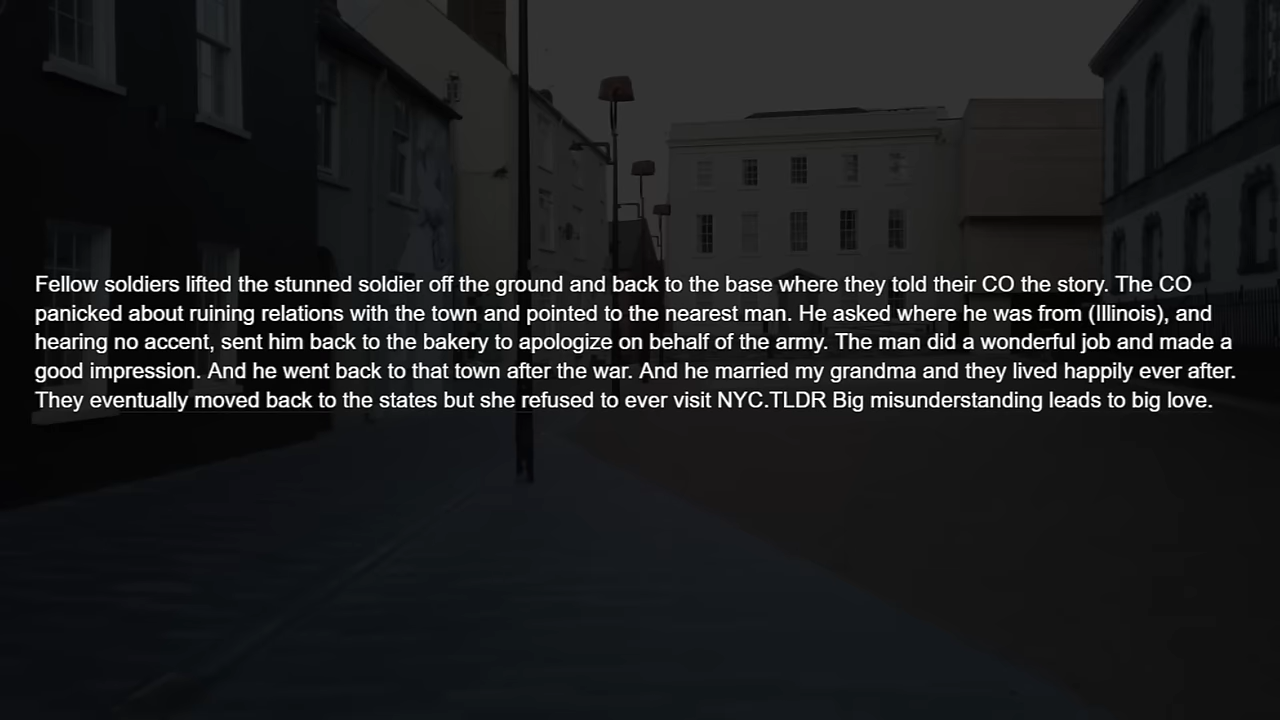 Fellow soldiers lifted the stunned soldier off the ground and back to the base where they told their CO the story. The CO
panicked about ruining relations with the town and pointed to the nearest man. He asked where he was from (Illinois), and
hearing no accent, sent him back to the bakery to apologize on behalf of the army. The man did a wonderful job and made a
good impression. And he went back to that town after the war. And he married my grandma and they lived happily ever after.
They eventually moved back to the states but she refused to ever visit NYC.TLDR Big misunderstanding leads to big love.